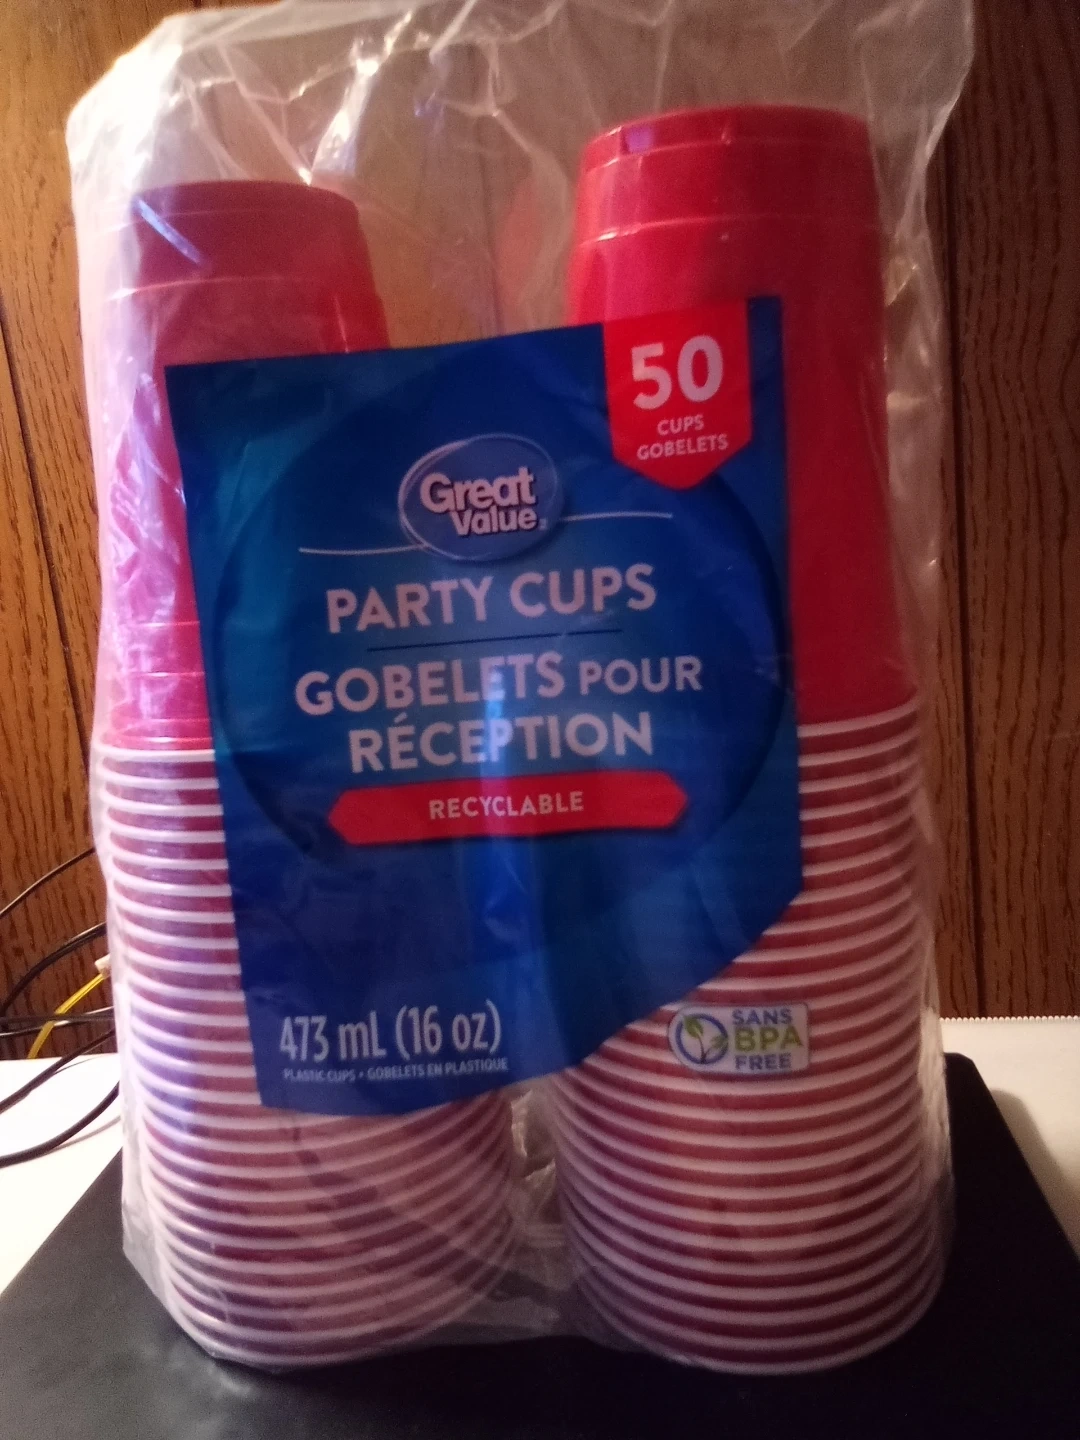 50
CUPS
GOBELETS
Great
Value
PARTY CUPS
GOBELETS POUR
RÉCEPTION
RECYCLABLE
473 mL (16 oz)
PLASTIC CUPS • GOBELETS EN PLASTIQUE
SANS
BPA
FREE